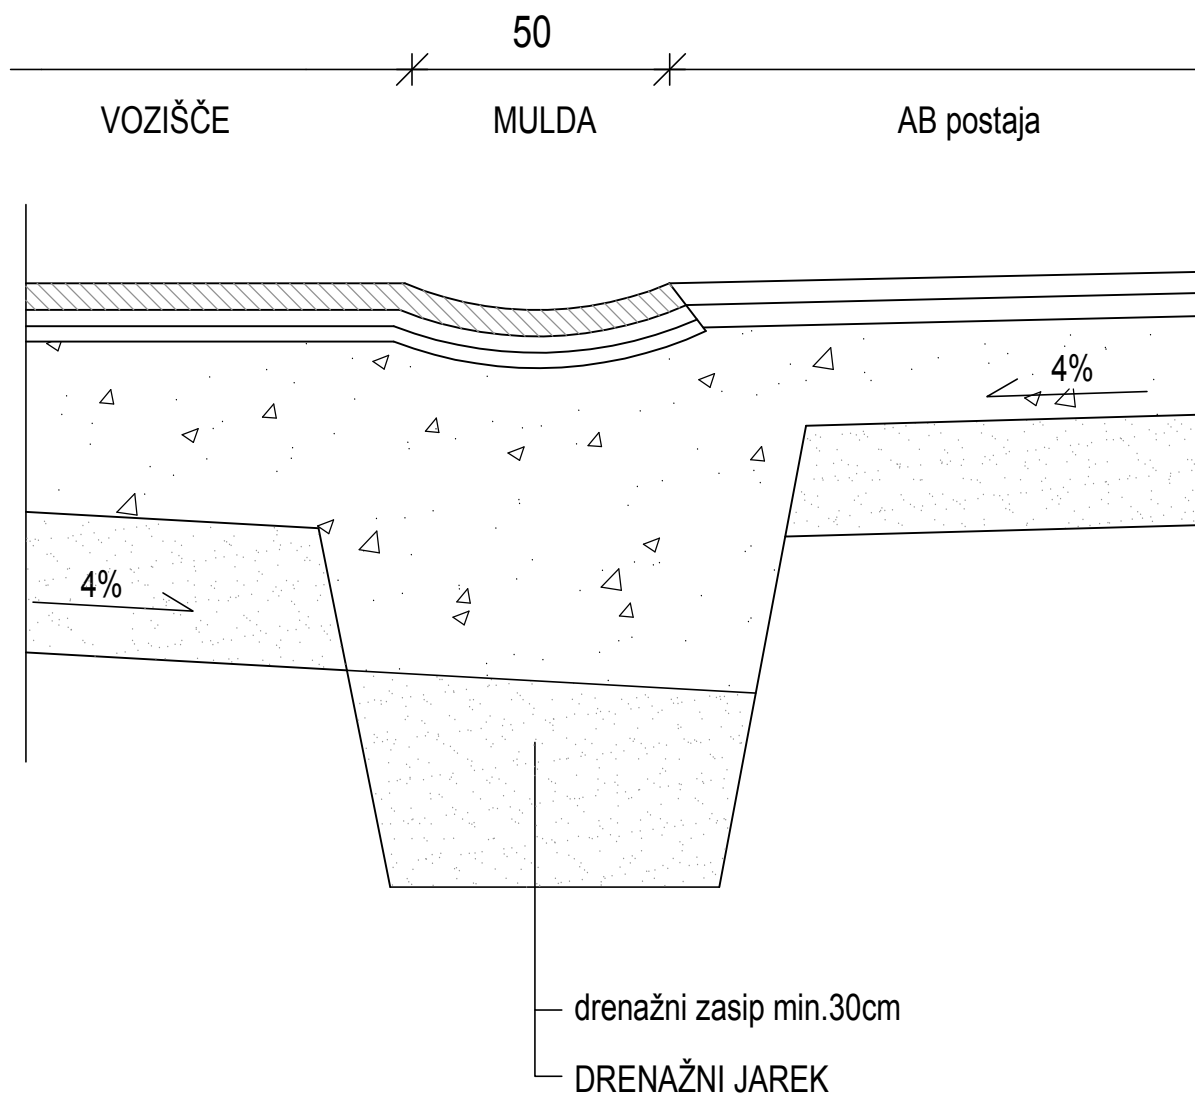 50
VOZIŠČE
MULDA
AB postaja
4%
4%
drenažni zasip min.30cm
DRENAŽNI JAREK